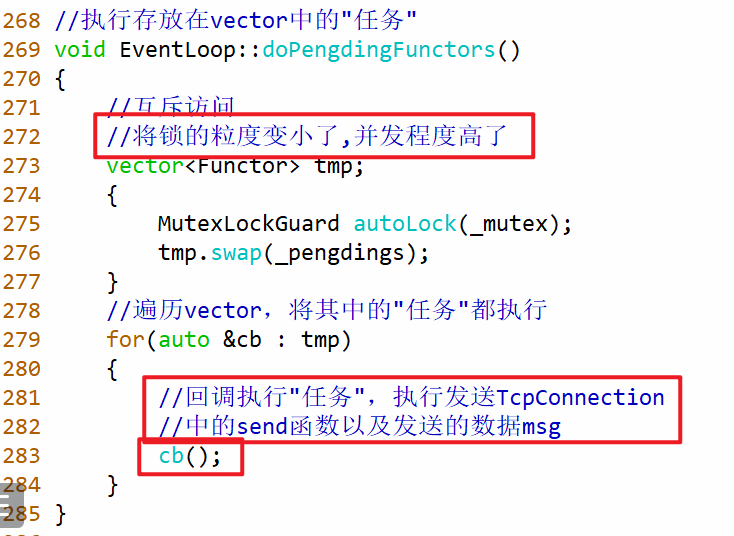 268 //执行存放在vector中的"任务"
269 void EventLoop::doPengdingFunctors()
270 {
271     //互斥访问
272     //将锁的粒度变小了,并发程度高了
273     vector<Functor> tmp;
274     {
275         MutexLockGuard autoLock(_mutex);
276         tmp.swap(_pengdings);
277     }
278     //遍历vector，将其中的"任务"都执行
279     for(auto &cb : tmp)
280     {
281         //回调执行"任务"，执行发送TcpConnection
282         //中的send函数以及发送的数据msg
283         cb();
284     }
285 }